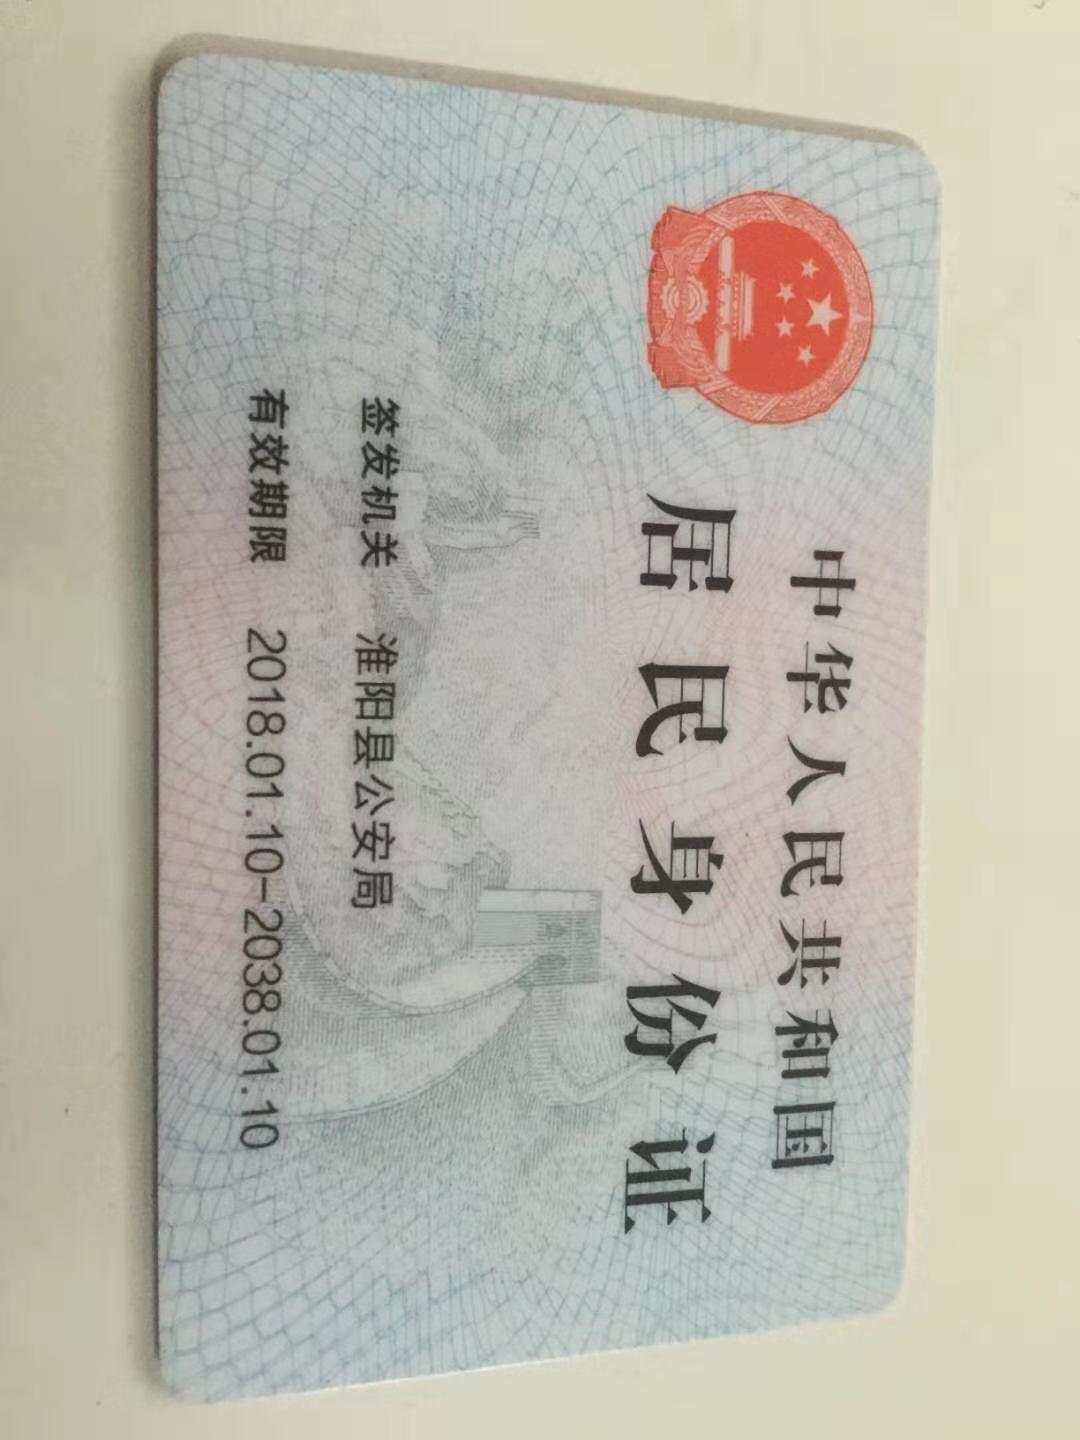 中华人民共和国
居民身份证
签发机关 淮阳县公安局
有效期限 2018.01.10-2038.01.10